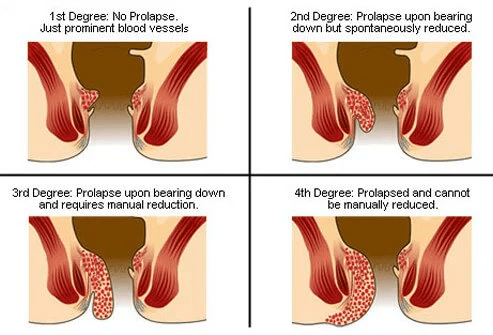 1st Degree: No Prolapse.
Just prominent blood vessels
2nd Degree: Prolapse upon bearing
down but spontaneously reduced.
3rd Degree: Prolapse upon bearing down
and requires manual reduction.
4th Degree: Prolapsed and cannot
be manually reduced.